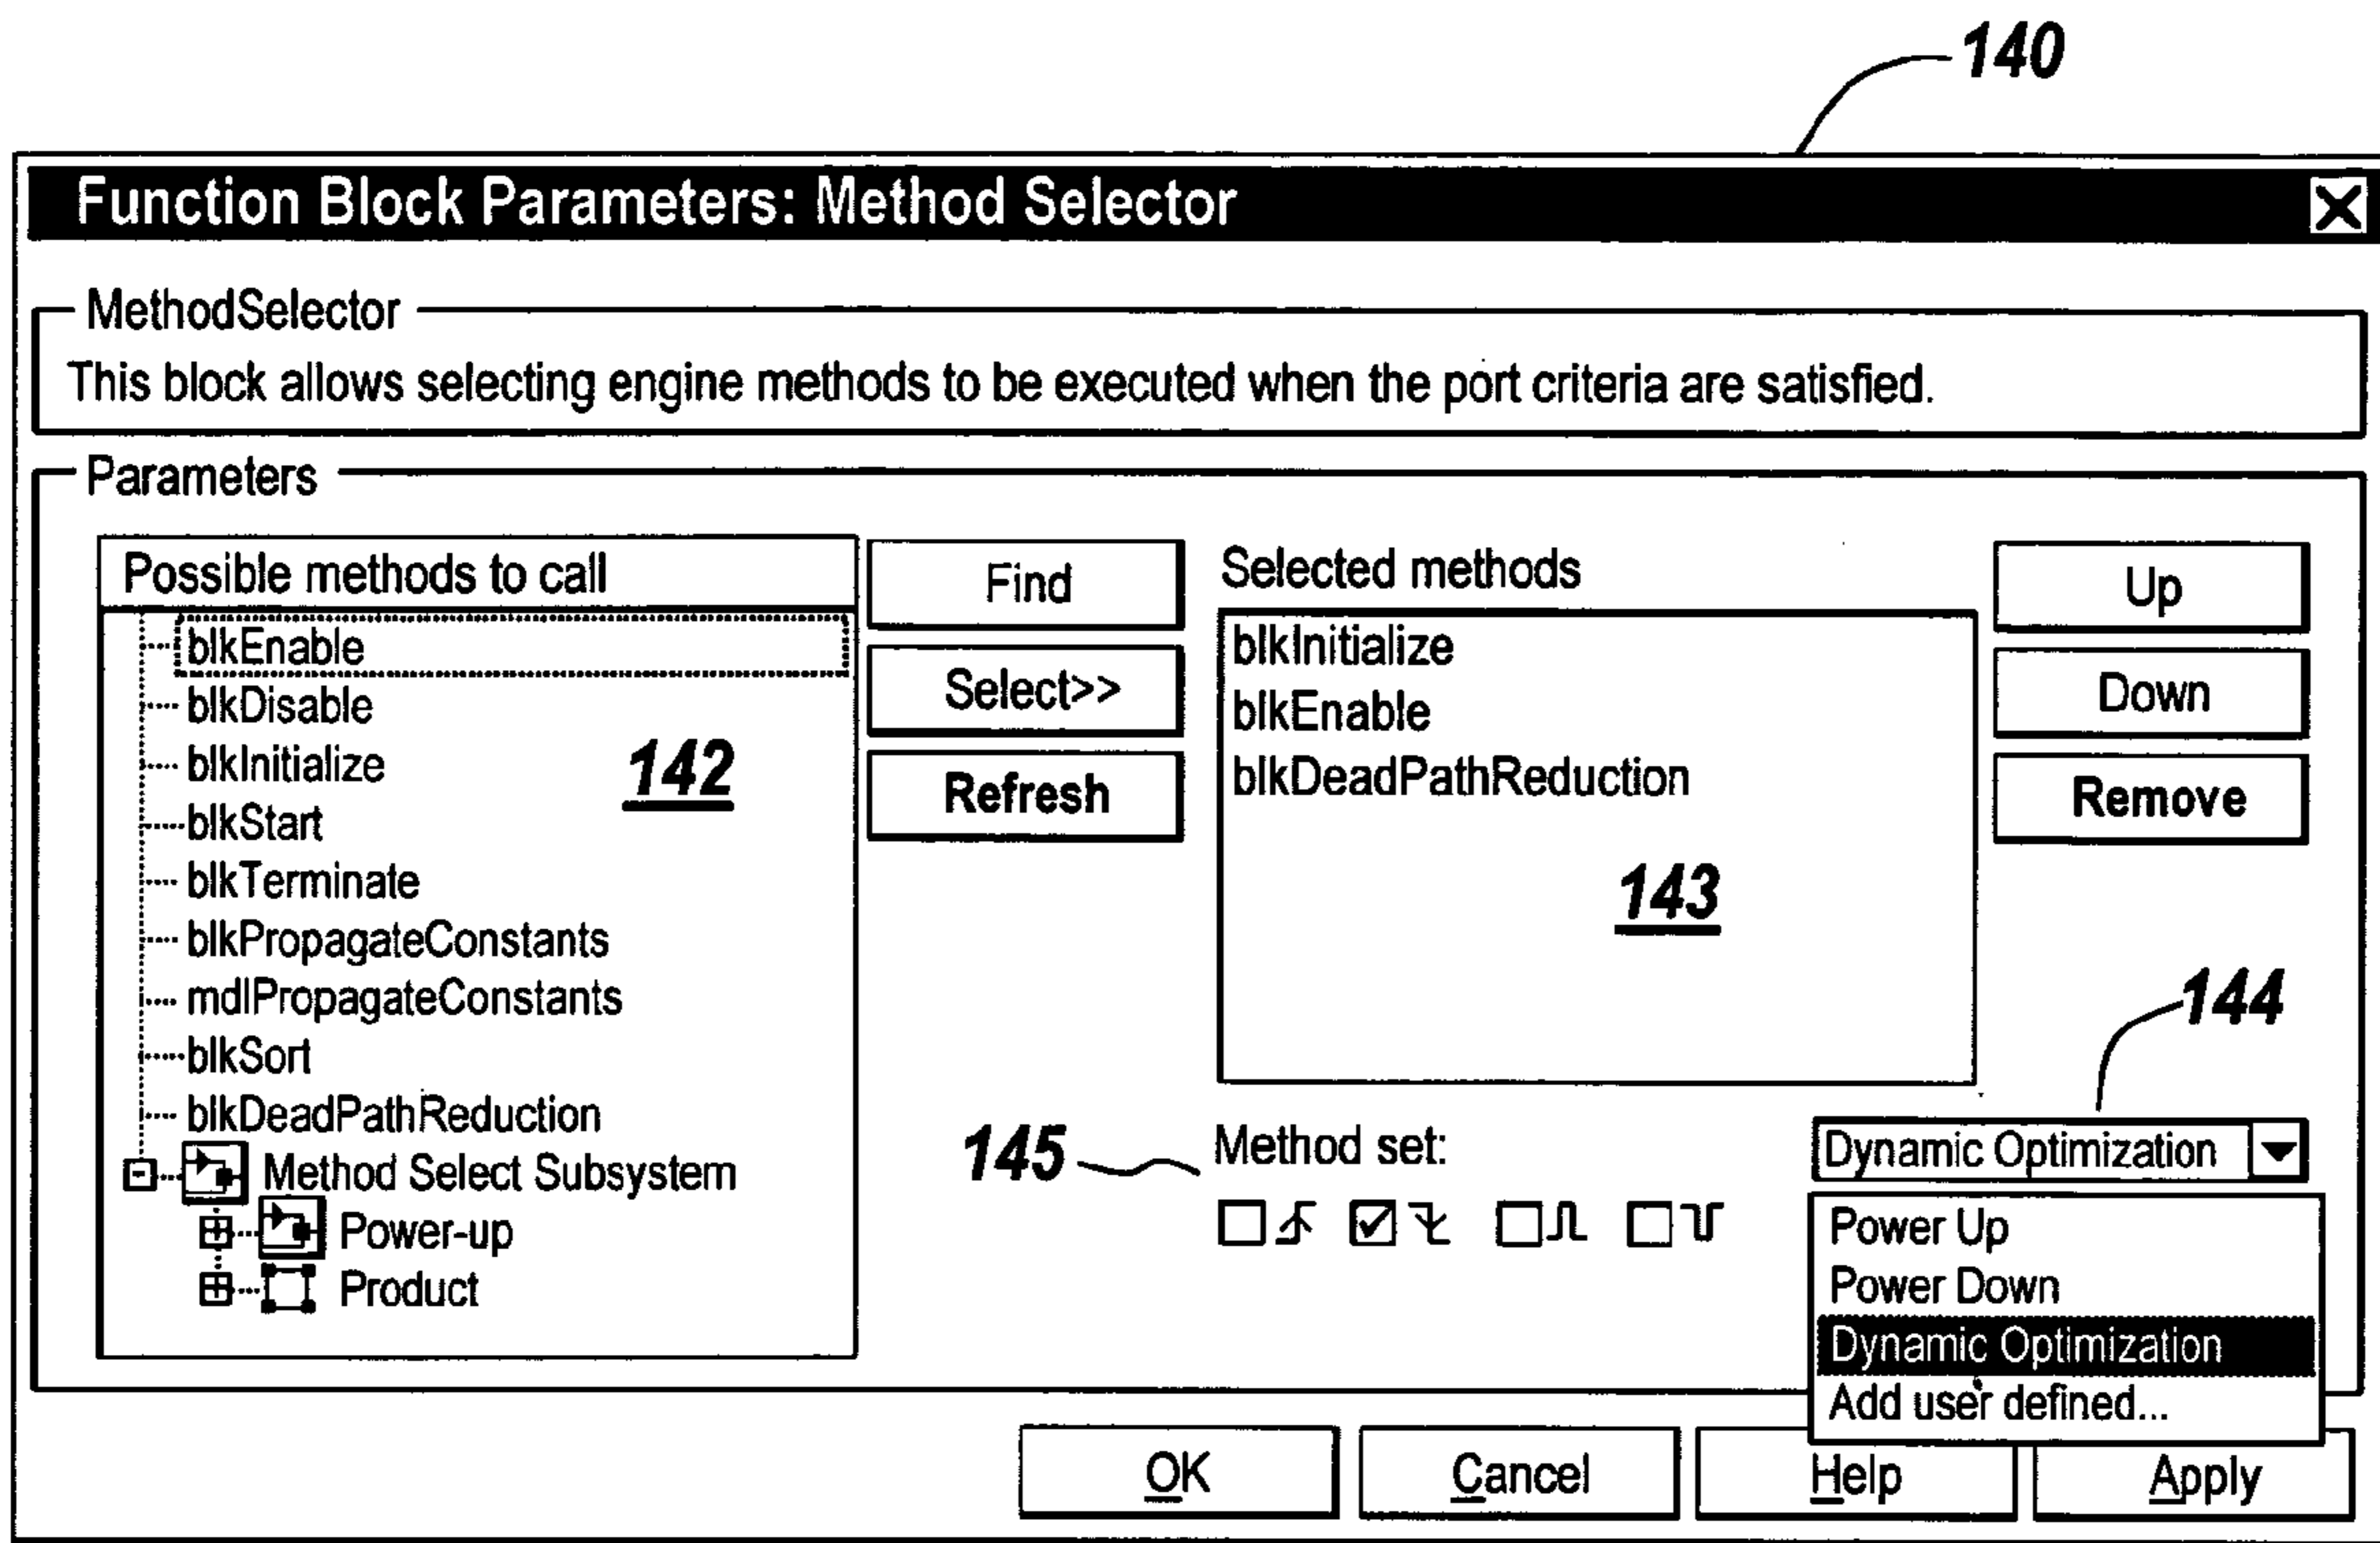 140
Function Block Parameters: Method Selector
MethodSelector
This block allows selecting engine methods to be executed when the port criteria are satisfied.
Parameters
Possible methods to call
blkEnable
blkDisable
blkInitialize
blkStart
blkTerminate
blkPropagateConstants
mdlPropagateConstants
blkSort
blkDeadPathReduction
Method Select Subsystem
Power-up
Product
142
Find
Select>>
Refresh
Selected methods
blkInitialize
blkEnable
blkDeadPathReduction
143
Up
Down
Remove
144
145
Method set:
Dynamic Optimization
Power Up
Power Down
Dynamic Optimization
Add user defined...
OK
Cancel
Help
Apply